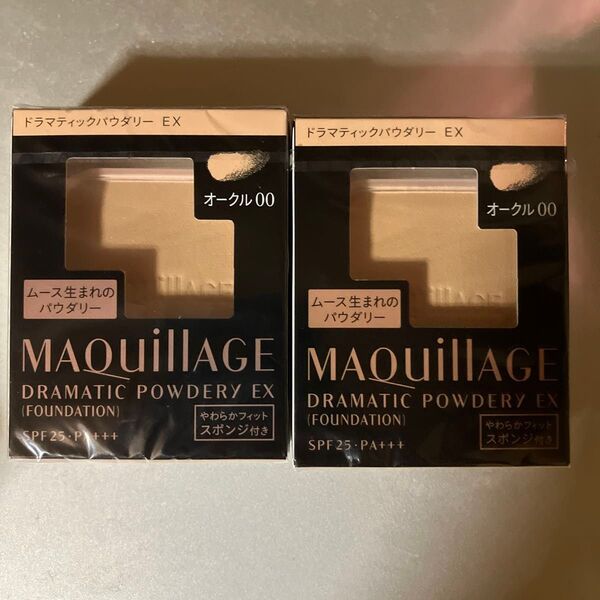 ドラマティックパウダリー EX
オークル00
ムース生まれの
パウダリー
MAQuillAGE
DRAMATIC POWDERY EX
(FOUNDATION)
やわらかフィット
スポンジ付き
SPF25・PA+++
ドラマティックパウダリー EX
オークル00
ムース生まれの
パウダリー
MAQuillAGE
DRAMATIC POWDERY EX
(FOUNDATION)
やわらかフィット
スポンジ付き
SPF25・PA+++